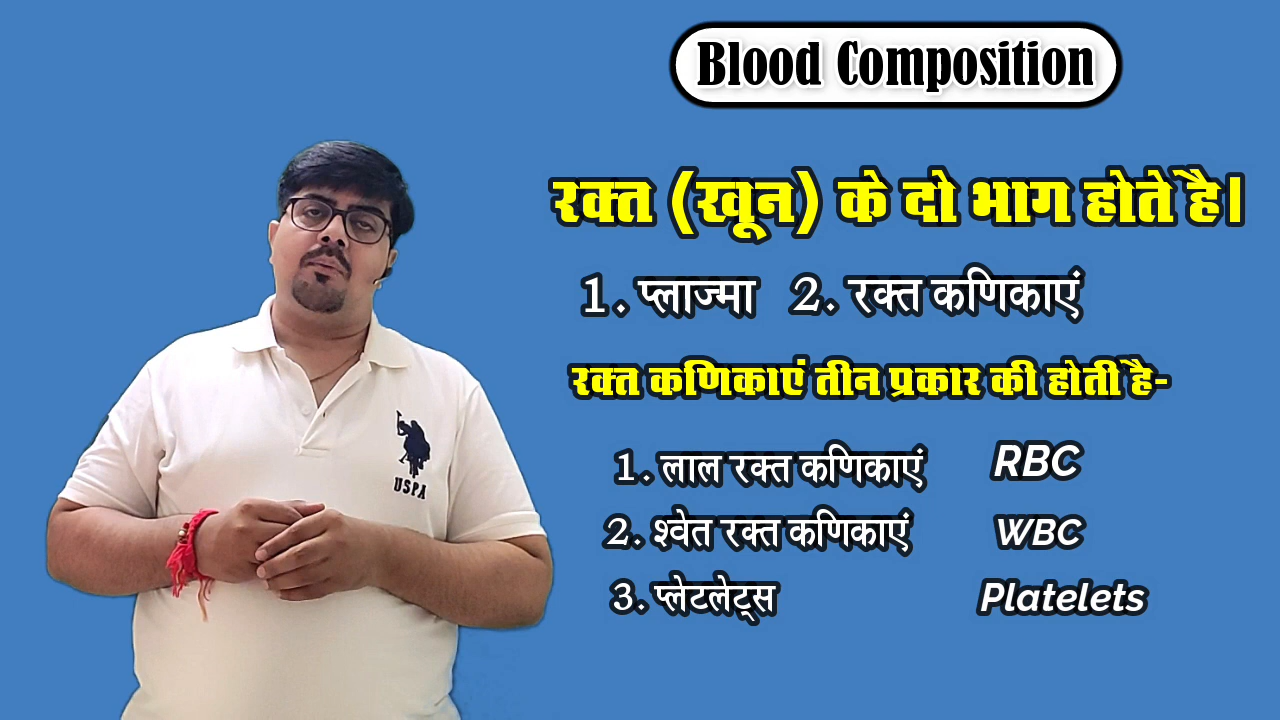 Blood Composition
रक्त (खून) के दो भाग होते है।
1. प्लाज्मा 2. रक्त कणिकाएं
रक्त कणिकाएं तीन प्रकार की होती है-
1. लाल रक्त कणिकाएं RBC
2. श्वेत रक्त कणिकाएं WBC
3. प्लेटलेट्स Platelets
USPA